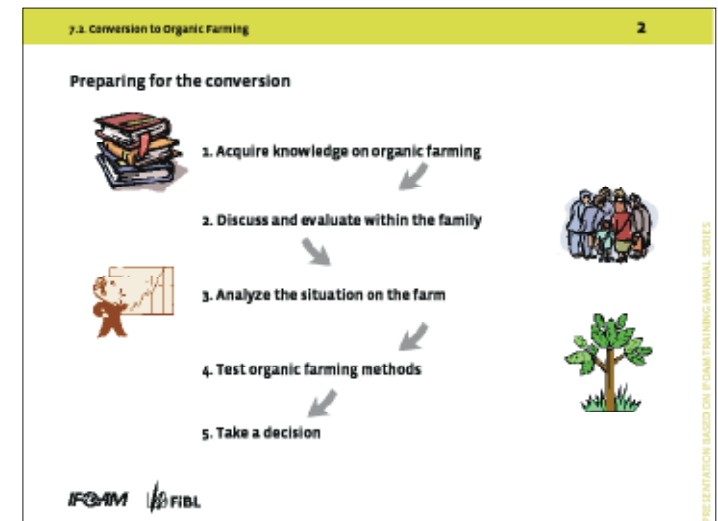 7.2. Conversion to Organic Farming 2
Preparing for the conversion
1. Acquire knowledge on organic farming
2. Discuss and evaluate within the family
3. Analyze the situation on the farm
4. Test organic farming methods
5. Take a decision
IFOAM FiBL
PRESENTATION BASED ON IFOAM TRAINING MANUAL SERIES